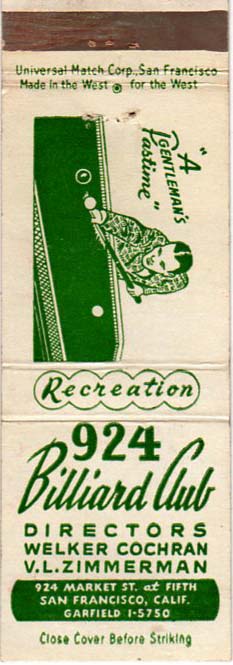 Universal Match Corp., San Francisco
Made in the West for the West
"A
GENTLEMAN'S
Pastime"
Recreation
924
Billiard Club
DIRECTORS
WELKER COCHRAN
V.L. ZIMMERMAN
924 MARKET ST. at FIFTH
SAN FRANCISCO, CALIF.
GARFIELD 1-5750
Close Cover Before Striking